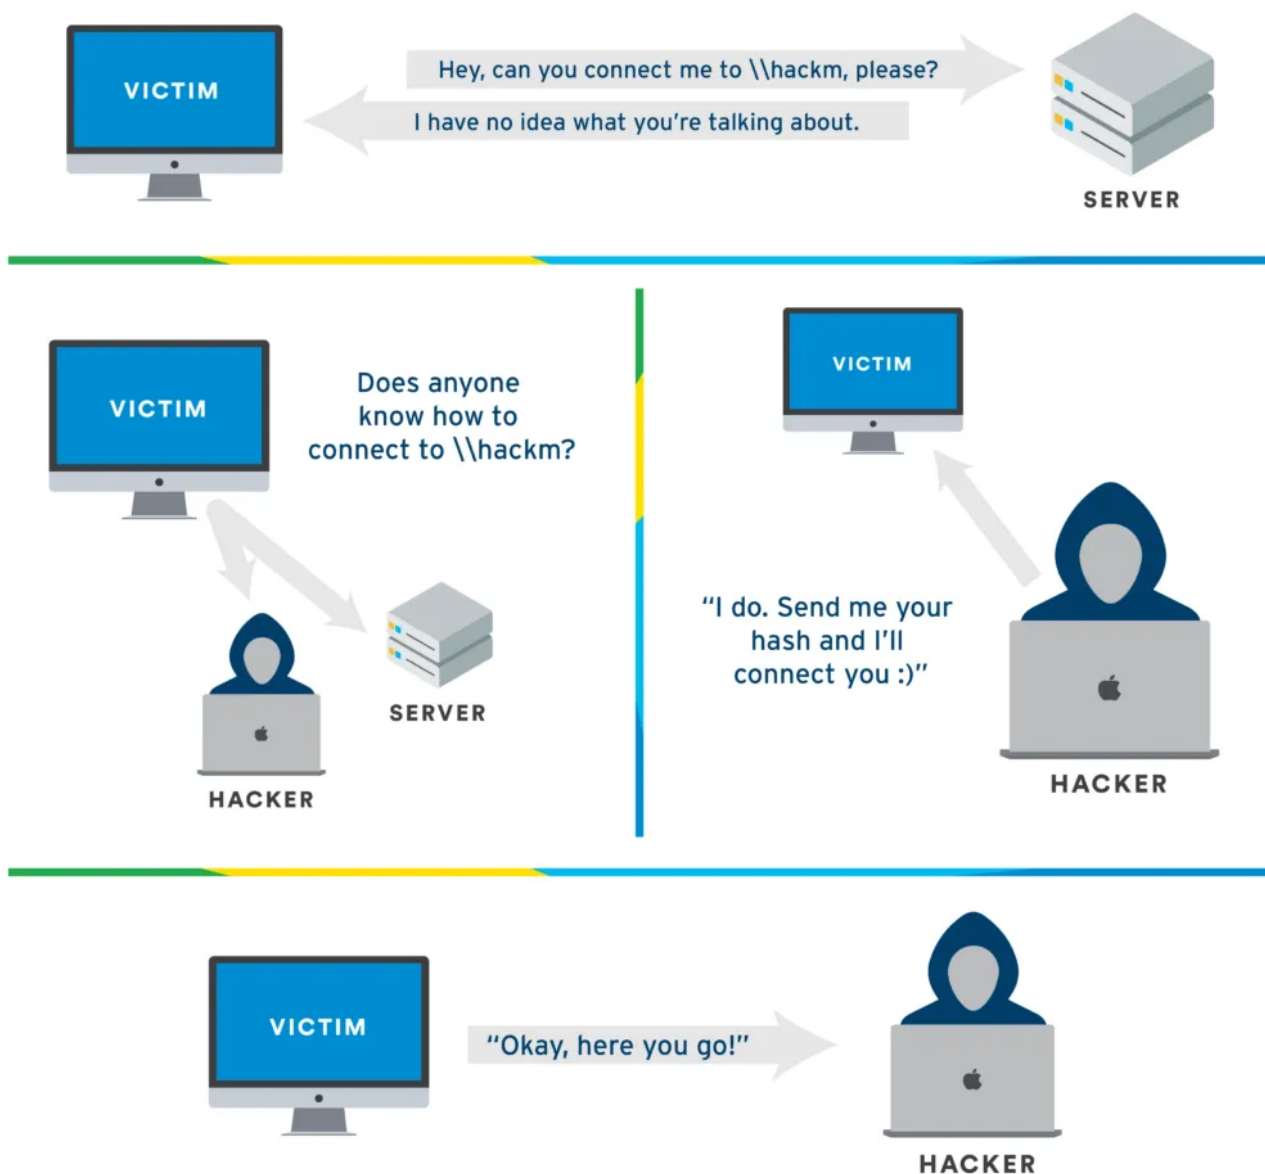 VICTIM
Hey, can you connect me to \\hackm, please?
I have no idea what you're talking about.
SERVER
VICTIM
Does anyone
know how to
connect to \\hackm?
SERVER
HACKER
VICTIM
“I do. Send me your
hash and I'll
connect you :)”
HACKER
VICTIM
“Okay, here you go!”
HACKER